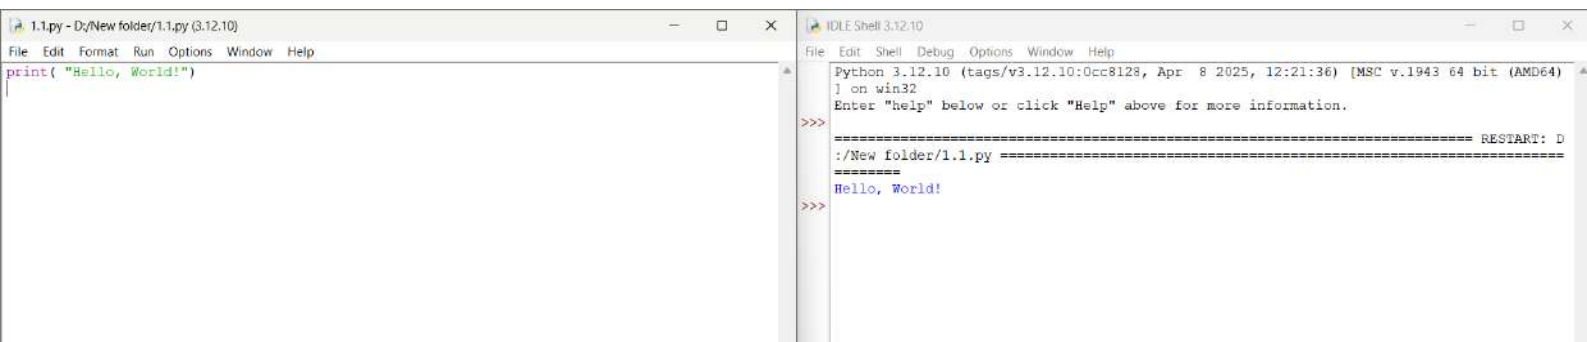 1.1.py - D:/New folder/1.1.py (3.12.10)
File Edit Format Run Options Window Help
print( "Hello, World!")
IDLE Shell 3.12.10
File Edit Shell Debug Options Window Help
Python 3.12.10 (tags/v3.12.10:0cc8128, Apr  8 2025, 12:21:36) [MSC v.1943 64 bit (AMD64)
] on win32
Enter "help" below or click "Help" above for more information.
>>>
============================================================================= RESTART: D
:/New folder/1.1.py ====================================================================
========
Hello, World!
>>>